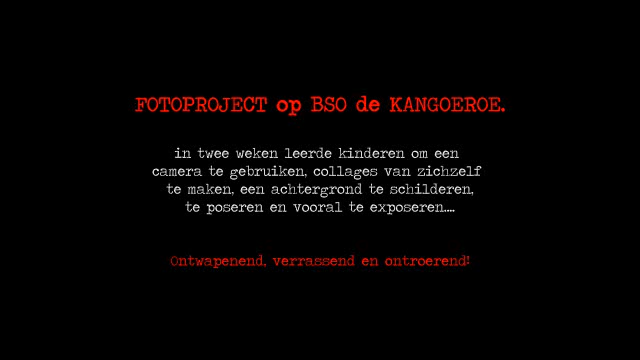 FOTOPROJECT op BSO de KANGOEROE.
in twee weken leerde kinderen om een
camera te gebruiken, collages van zichzelf
te maken, een achtergrond te schilderen,
te poseren en vooral te exposeren....
Ontwapenend, verrassend en ontroerend!